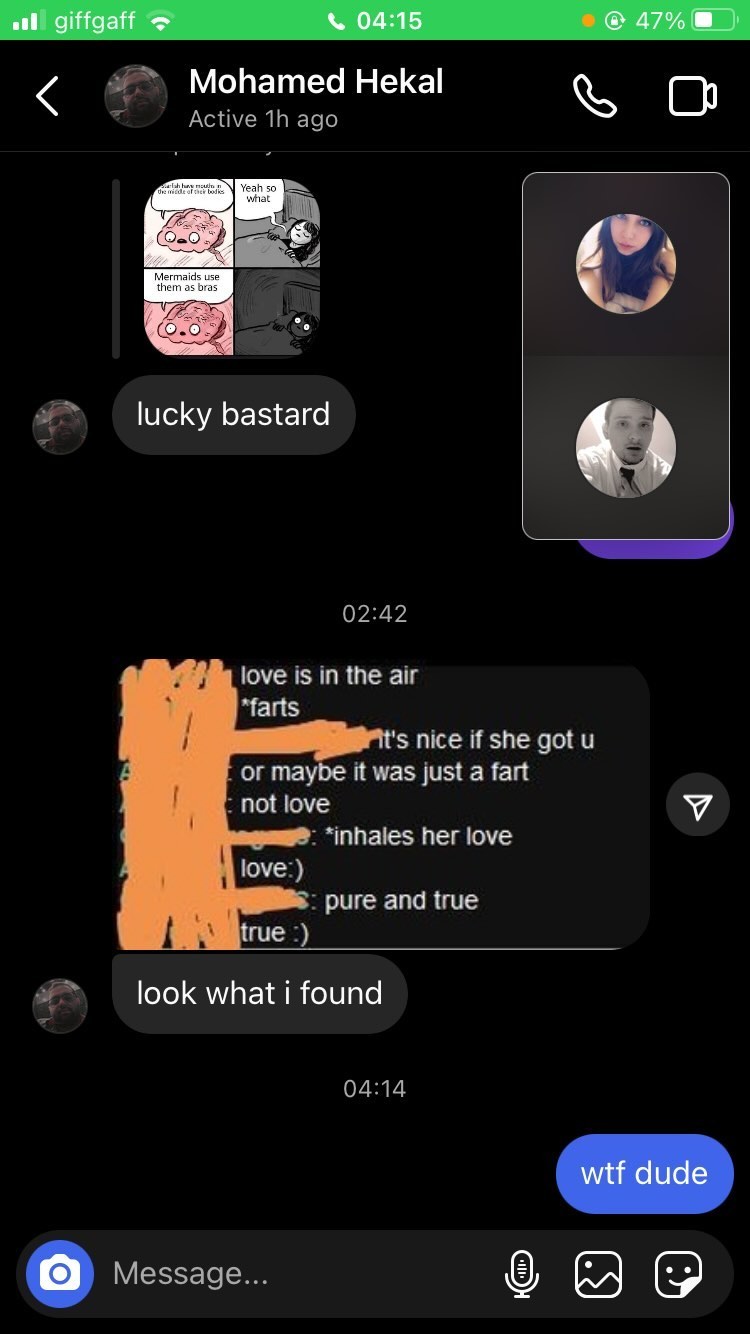 giffgaff 04:15 47%
Mohamed Hekal
Active 1h ago
Starfish have mouths in
the middle of their bodies
Yeah so
what
Mermaids use
them as bras
lucky bastard
02:42
love is in the air
*farts
it's nice if she got u
: or maybe it was just a fart
: not love
: *inhales her love
love:)
: pure and true
true :)
look what i found
04:14
wtf dude
Message...